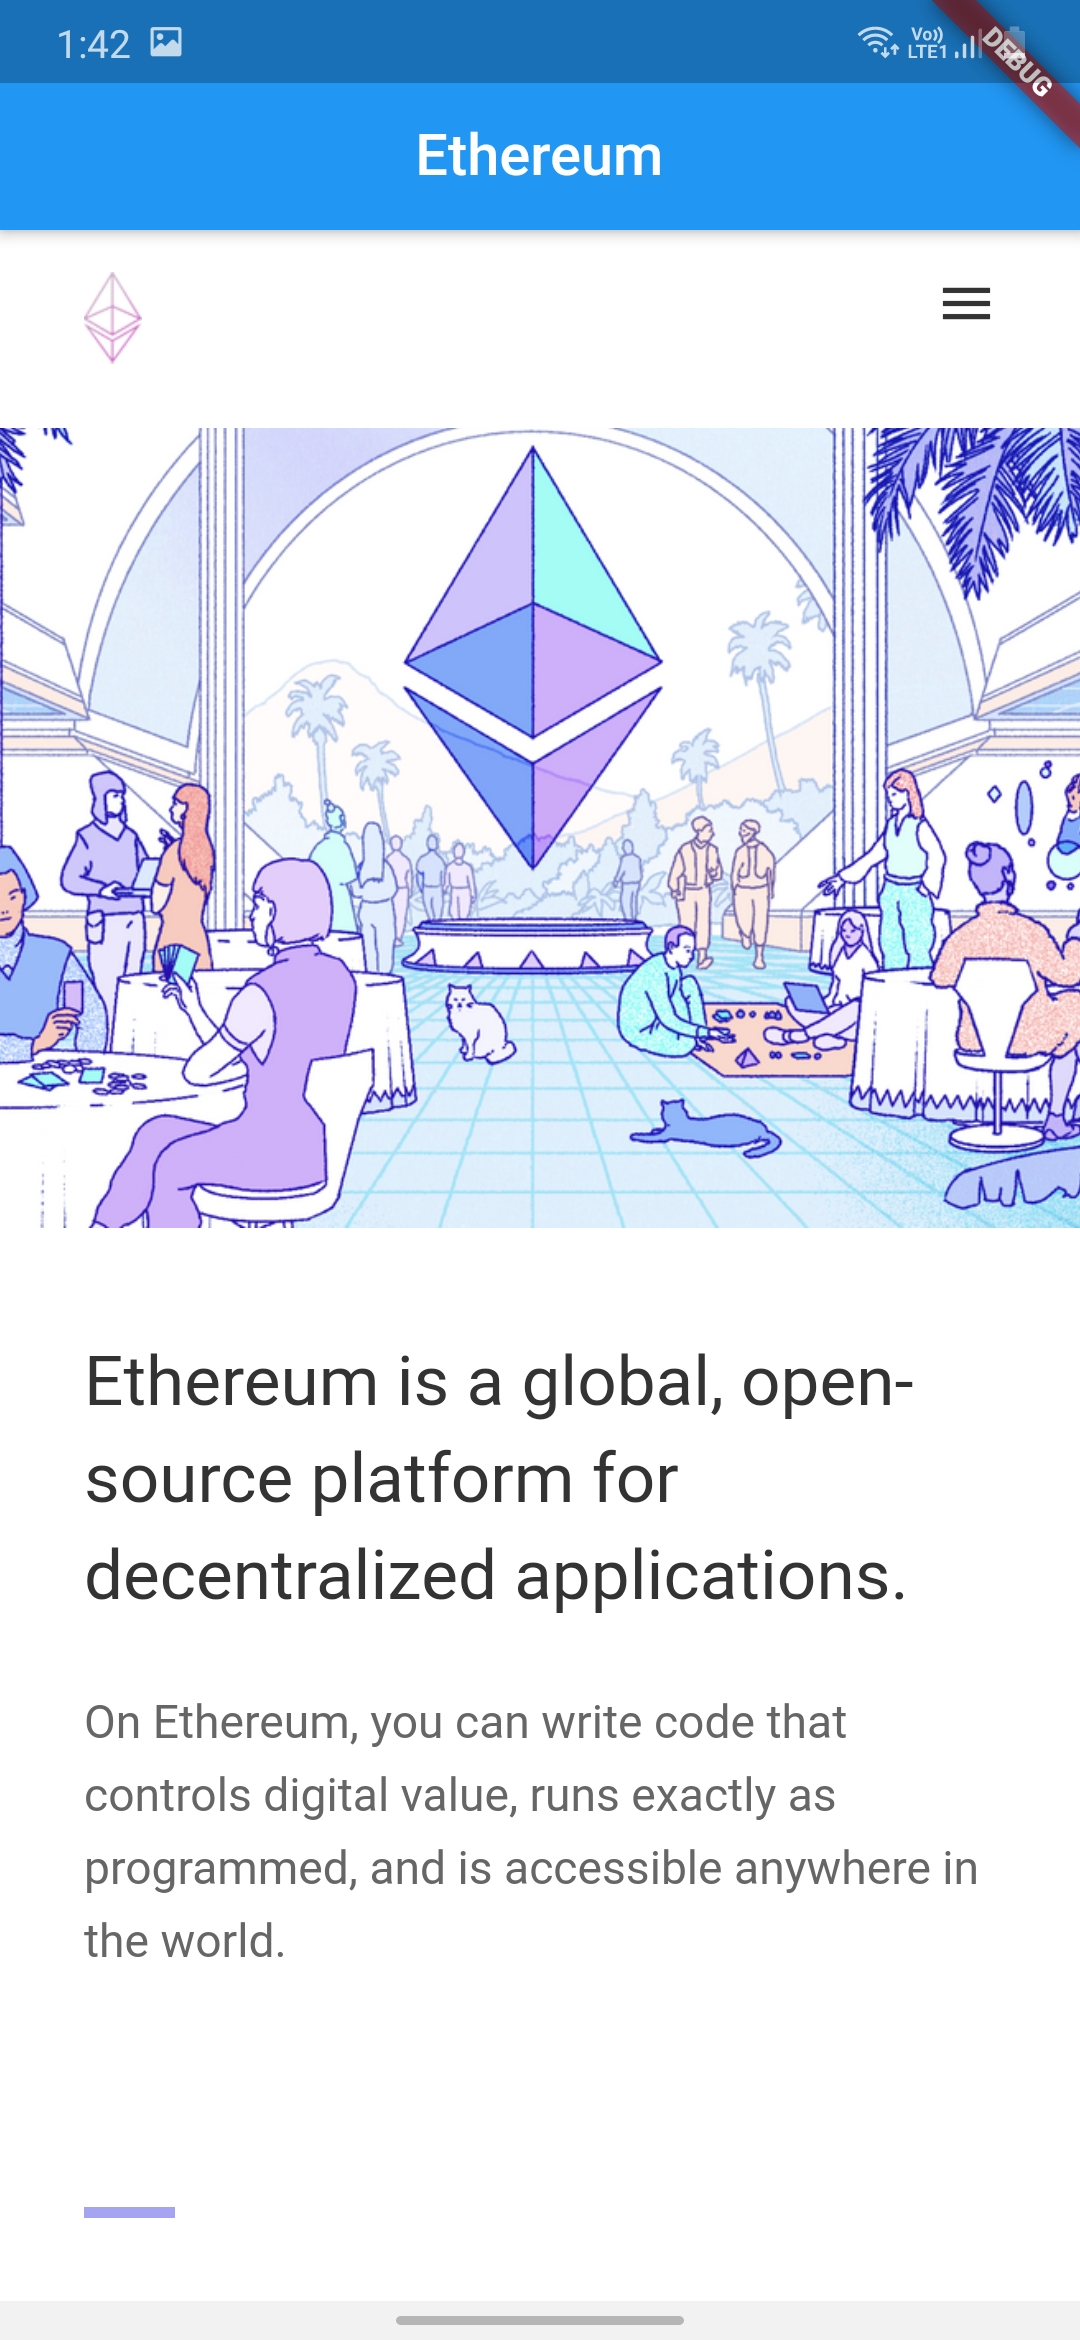 1:42
Vo))
LTE1
DEBUG
Ethereum
Ethereum is a global, open-
source platform for
decentralized applications.
On Ethereum, you can write code that
controls digital value, runs exactly as
programmed, and is accessible anywhere in
the world.